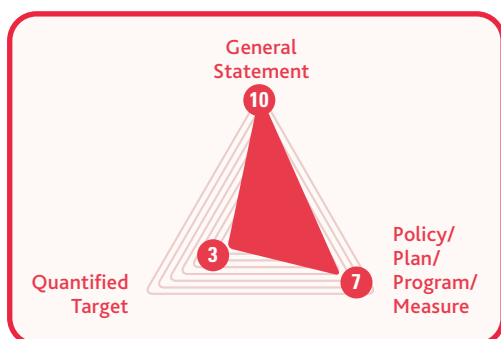 General
Statement
10
3
7
Policy/
Plan/
Program/
Measure
Quantified
Target